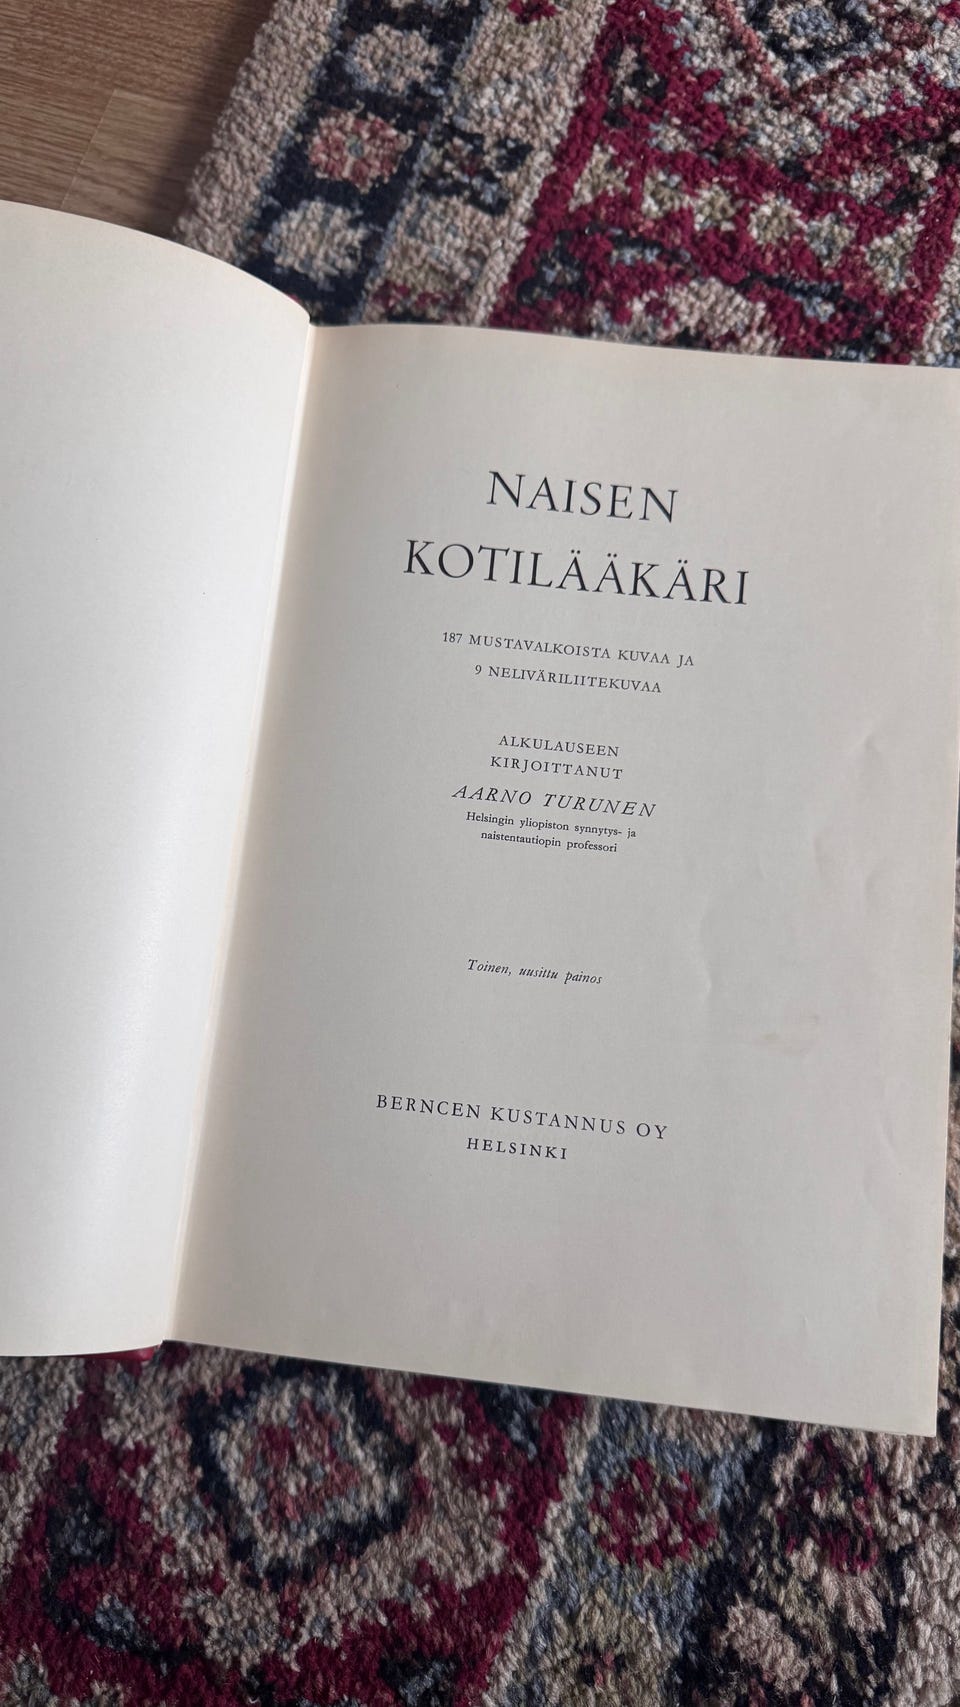 NAISEN
KOTILÄÄKÄRI
187 MUSTAVALKOISTA KUVAA JA
9 NELIVÄRILIITEKUVAA
ALKULAUSEEN
KIRJOITTANUT
AARNO TURUNEN
Helsingin yliopiston synnytys- ja
naistentautiopin professori
Toinen, uusittu painos
BERNCEN KUSTANNUS OY
HELSINKI